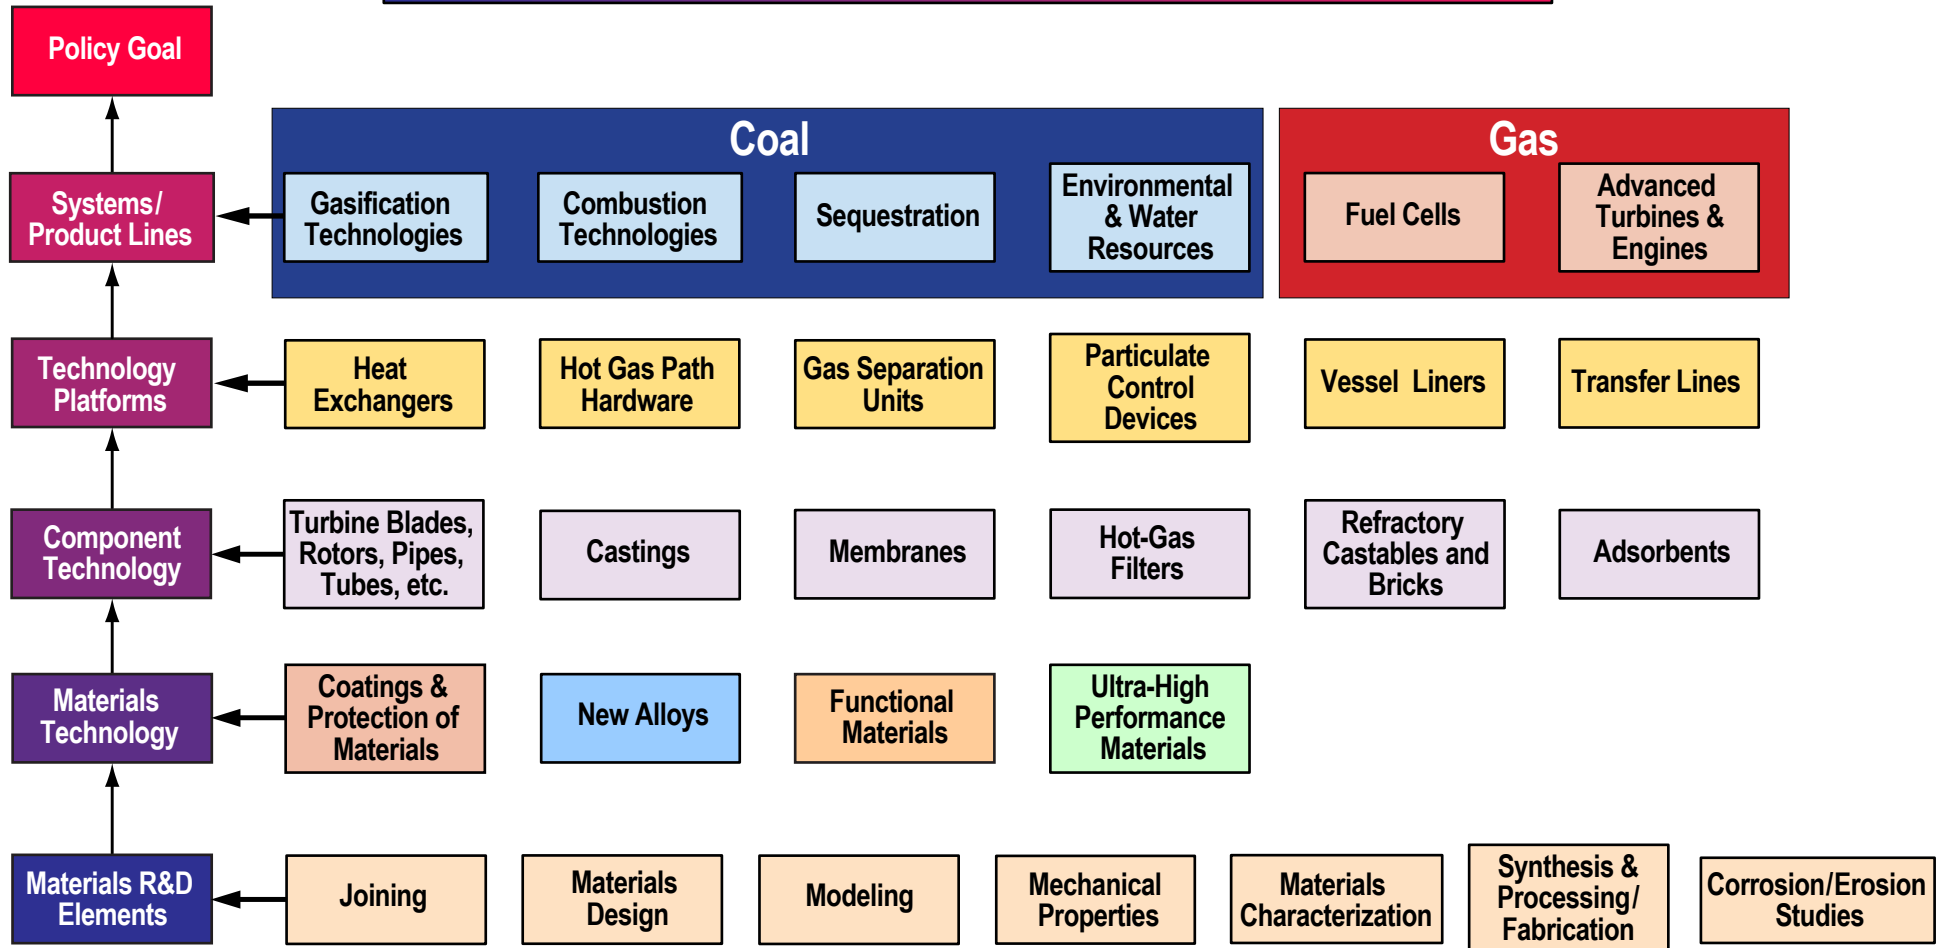 Policy Goal
Coal
Gas
Systems/
Product Lines
Gasification
Technologies
Combustion
Technologies
Sequestration
Environmental
& Water
Resources
Fuel Cells
Advanced
Turbines &
Engines
Technology
Platforms
Heat
Exchangers
Hot Gas Path
Hardware
Gas Separation
Units
Particulate
Control
Devices
Vessel Liners
Transfer Lines
Component
Technology
Turbine Blades,
Rotors, Pipes,
Tubes, etc.
Castings
Membranes
Hot-Gas
Filters
Refractory
Castables and
Bricks
Adsorbents
Materials
Technology
Coatings &
Protection of
Materials
New Alloys
Functional
Materials
Ultra-High
Performance
Materials
Materials R&D
Elements
Joining
Materials
Design
Modeling
Mechanical
Properties
Materials
Characterization
Synthesis &
Processing/
Fabrication
Corrosion/Erosion
Studies